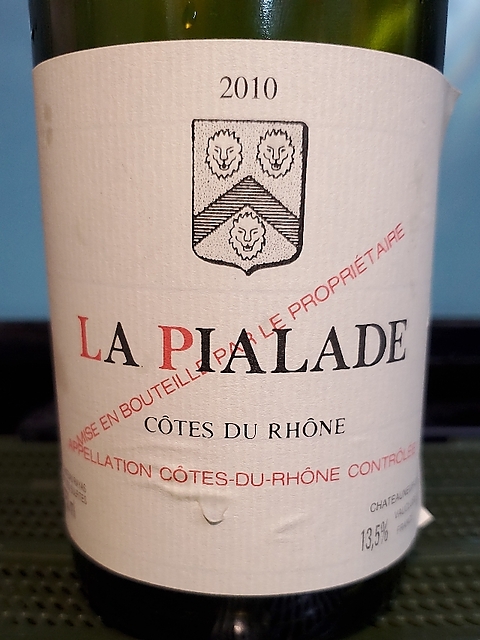 2010
MISE EN BOUTEILLE PAR LE PROPRIÉTAIRE
LA PIALADE
CÔTES DU RHÔNE
APPELLATION CÔTES-DU-RHÔNE CONTRÔLÉE
13,5%